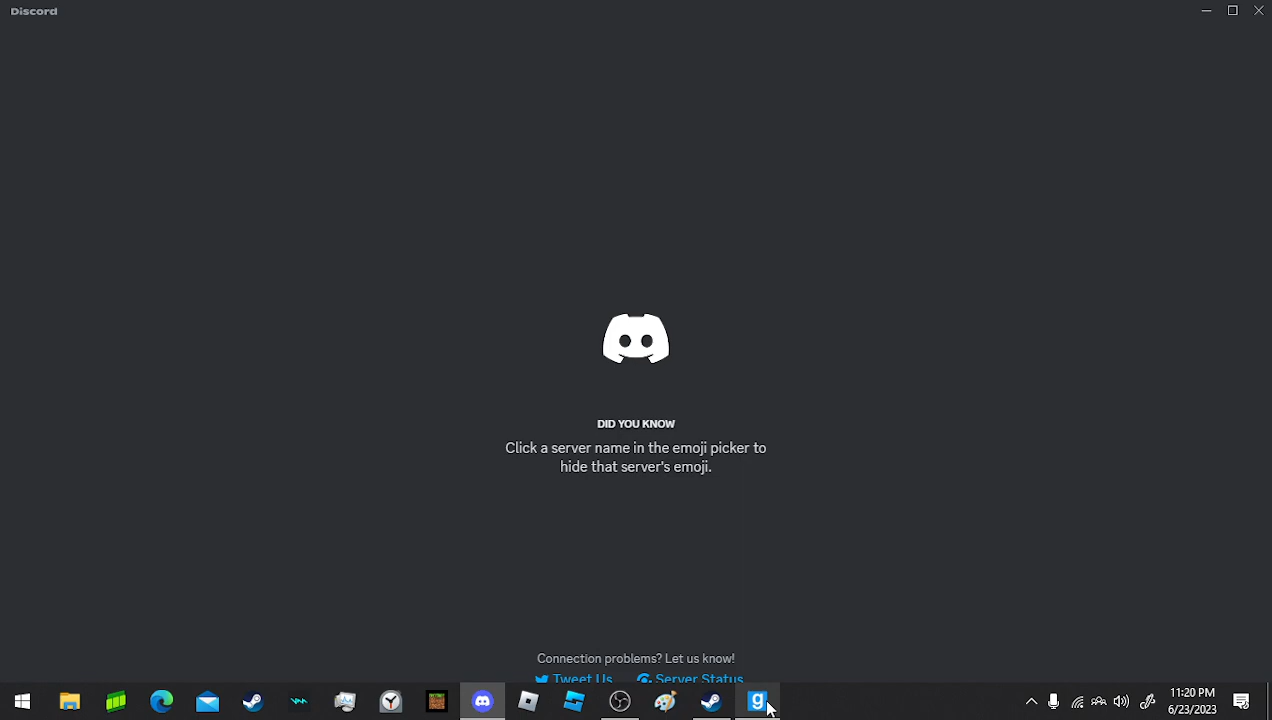 Discord
DID YOU KNOW
Click a server name in the emoji picker to
hide that server's emoji.
Connection problems? Let us know!
Tweet Us Server Status
g
11:20 PM
6/23/2023